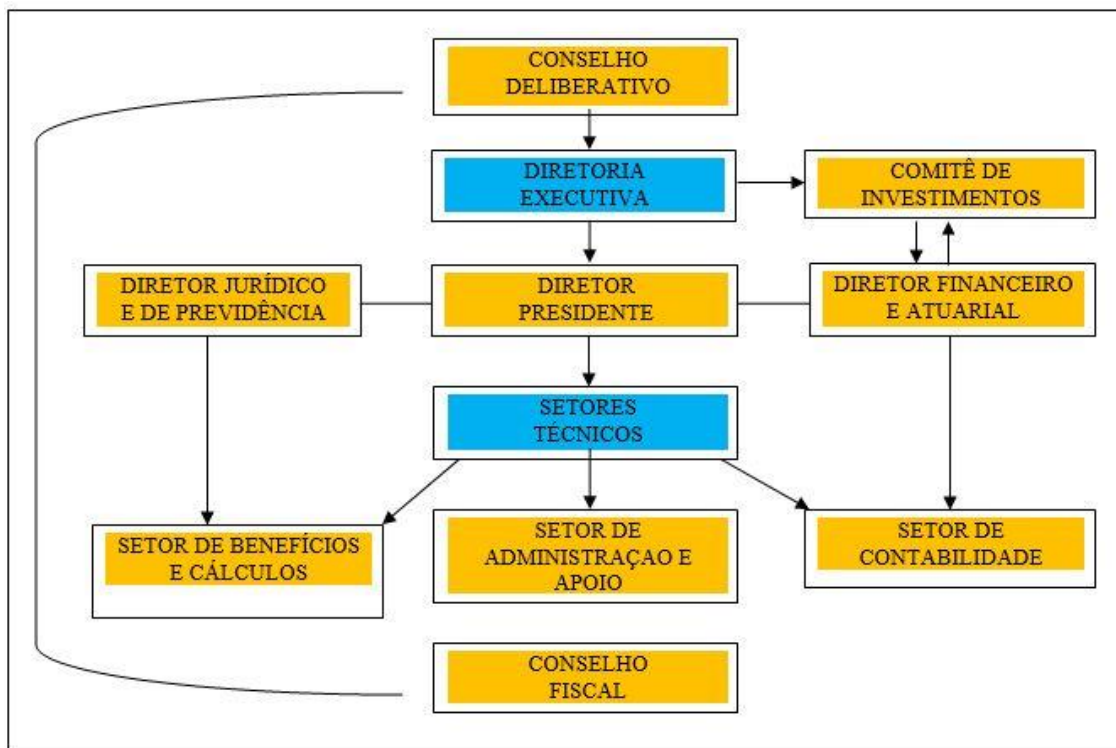 CONSELHO
DELIBERATIVO
DIRETORIA
EXECUTIVA
COMITÊ DE
INVESTIMENTOS
DIRETOR JURÍDICO
E DE PREVIDÊNCIA
DIRETOR
PRESIDENTE
DIRETOR FINANCEIRO
E ATUARIAL
SETORES
TÉCNICOS
SETOR DE BENEFÍCIOS
E CÁLCULOS
SETOR DE
ADMINISTRAÇAO E
APOIO
SETOR DE
CONTABILIDADE
CONSELHO
FISCAL